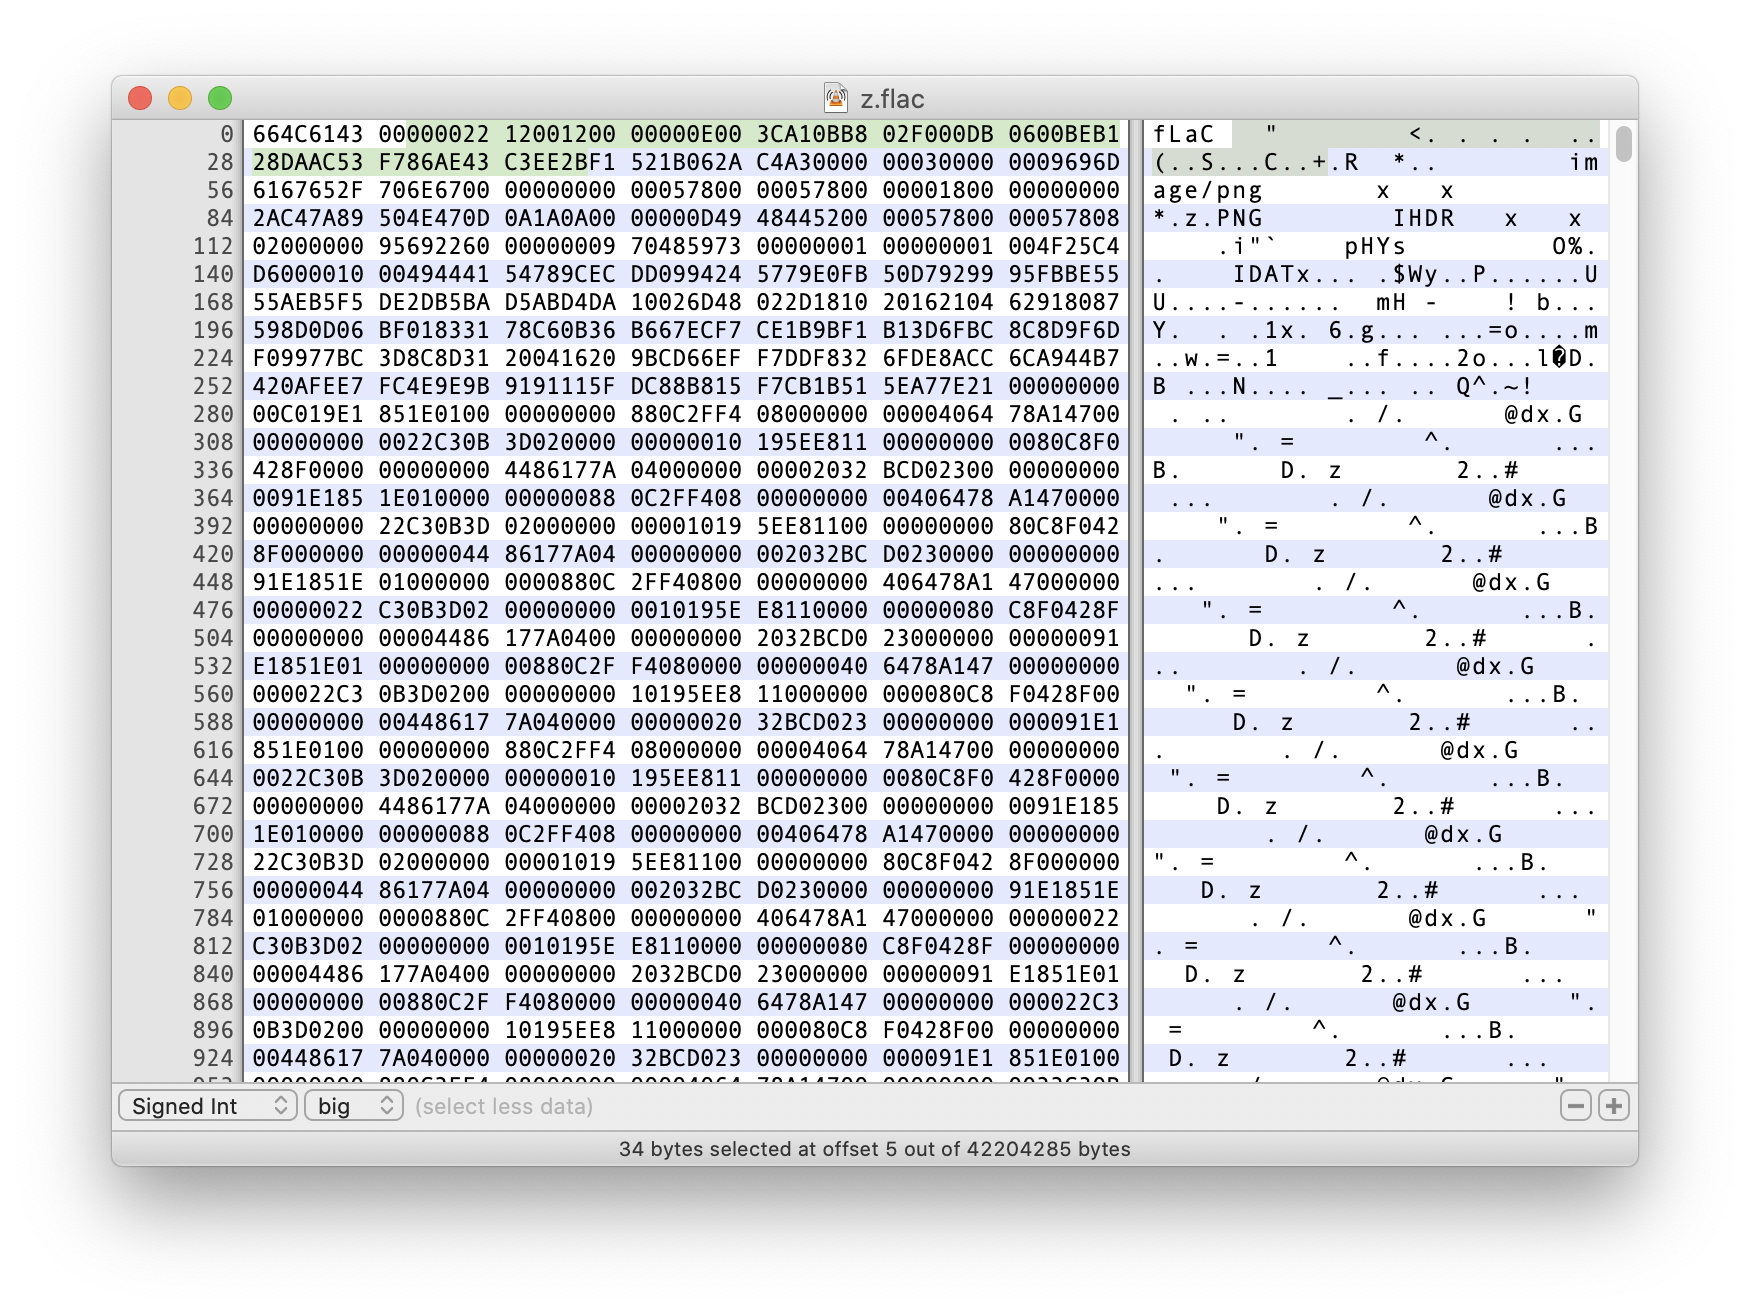 z.flac
0 664C6143 00000022 12001200 00000E00 3CA10BB8 02F000DB 0600BEB1 fLaC " <. . . . ..
28 28DAAC53 F786AE43 C3EE2BF1 521B062A C4A30000 00030000 0009696D (..S...C..+.R *.. im
56 6167652F 706E6700 00000000 00057800 00057800 00001800 00000000 age/png x x
84 2AC47A89 504E470D 0A1A0A00 00000D49 48445200 00057800 00057808 *.z.PNG IHDR x x
112 02000000 95692260 00000009 70485973 00000001 00000001 004F25C4 .i"` pHYs O%.
140 D6000010 00494441 54789CEC DD099424 5779E0FB 50D79299 95FBBE55 . IDATx.... .$Wy..P......U
168 55AEB5F5 DE2DB5BA D5ABD4DA 10026D48 022D1810 20162104 62918087 U....-...... mH - ! b...
196 598D0D06 BF018331 78C60B36 B667ECF7 CE1B9BF1 B13D6FBC 8C8D9F6D Y. . .1x. 6.g... ...=o....m
224 F09977BC 3D8C8D31 20041620 9BCD66EF F7DDF832 6FDE8ACC 6CA944B7 ..w.=..1 ..f....2o...l�D.
252 420AFEE7 FC4E9E9B 9191115F DC88B815 F7CB1B51 5EA77E21 00000000 B ...N.... _... .. Q^.~!
280 00C019E1 851E0100 00000000 880C2FF4 08000000 00004064 78A14700 . .. . /. @dx.G
308 00000000 0022C30B 3D020000 00000010 195EE811 00000000 0080C8F0 ". = ^. ...
336 428F0000 00000000 4486177A 04000000 00002032 BCD02300 00000000 B. D. z 2..#
364 0091E185 1E010000 00000088 0C2FF408 00000000 00406478 A1470000 ... . /. @dx.G
392 00000000 22C30B3D 02000000 00001019 5EE81100 00000000 80C8F042 ". = ^. ...B
420 8F000000 00000044 86177A04 00000000 002032BC D0230000 00000000 . D. z 2..#
448 91E1851E 01000000 0000880C 2FF40800 00000000 406478A1 47000000 ... . /. @dx.G
476 00000022 C30B3D02 00000000 0010195E E8110000 00000080 C8F0428F ". = ^. ...B.
504 00000000 00004486 177A0400 00000000 2032BCD0 23000000 00000091 D. z 2..# .
532 E1851E01 00000000 00880C2F F4080000 00000040 6478A147 00000000 .. . /. @dx.G
560 000022C3 0B3D0200 00000000 10195EE8 11000000 000080C8 F0428F00 ". = ^. ...B.
588 00000000 00448617 7A040000 00000020 32BCD023 00000000 000091E1 D. z 2..# ..
616 851E0100 00000000 880C2FF4 08000000 00004064 78A14700 00000000 . . /. @dx.G
644 0022C30B 3D020000 00000010 195EE811 00000000 0080C8F0 428F0000 ". = ^. ...B.
672 00000000 4486177A 04000000 00002032 BCD02300 00000000 0091E185 D. z 2..# ...
700 1E010000 00000088 0C2FF408 00000000 00406478 A1470000 00000000 . /. @dx.G
728 22C30B3D 02000000 00001019 5EE81100 00000000 80C8F042 8F000000 ". = ^. ...B.
756 00000044 86177A04 00000000 002032BC D0230000 00000000 91E1851E D. z 2..# ...
784 01000000 0000880C 2FF40800 00000000 406478A1 47000000 00000022 . /. @dx.G "
812 C30B3D02 00000000 0010195E E8110000 00000080 C8F0428F 00000000 . = ^. ...B.
840 00004486 177A0400 00000000 2032BCD0 23000000 00000091 E1851E01 D. z 2..# ...
868 00000000 00880C2F F4080000 00000040 6478A147 00000000 000022C3 . /. @dx.G ".
896 0B3D0200 00000000 10195EE8 11000000 000080C8 F0428F00 00000000 = ^. ...B.
924 00448617 7A040000 00000020 32BCD023 00000000 000091E1 851E0100 D. z 2..# ...
Signed Int big (select less data)
34 bytes selected at offset 5 out of 42204285 bytes